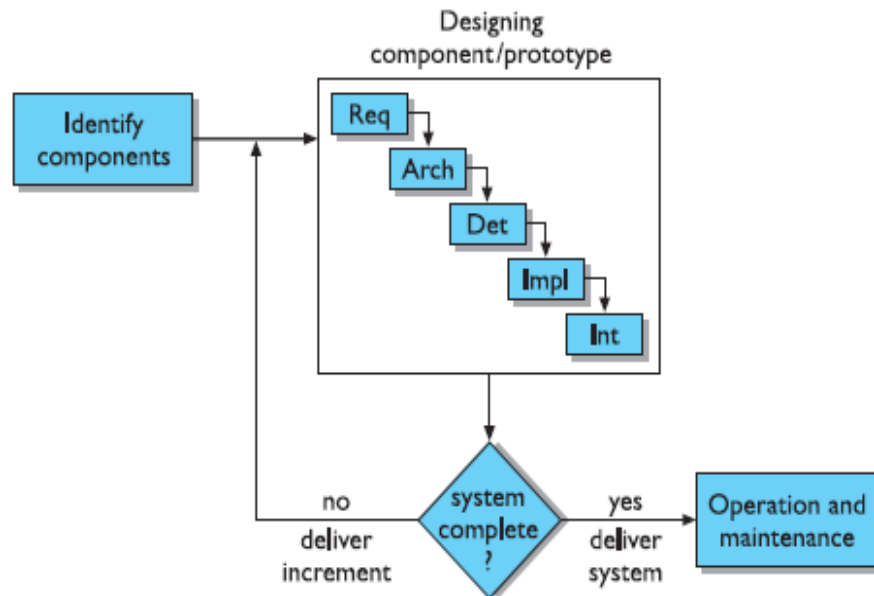 Designing
component/prototype
Identify
components
Req
Arch
Det
Impl
Int
system
complete
?
no
deliver
increment
yes
deliver
system
Operation and
maintenance